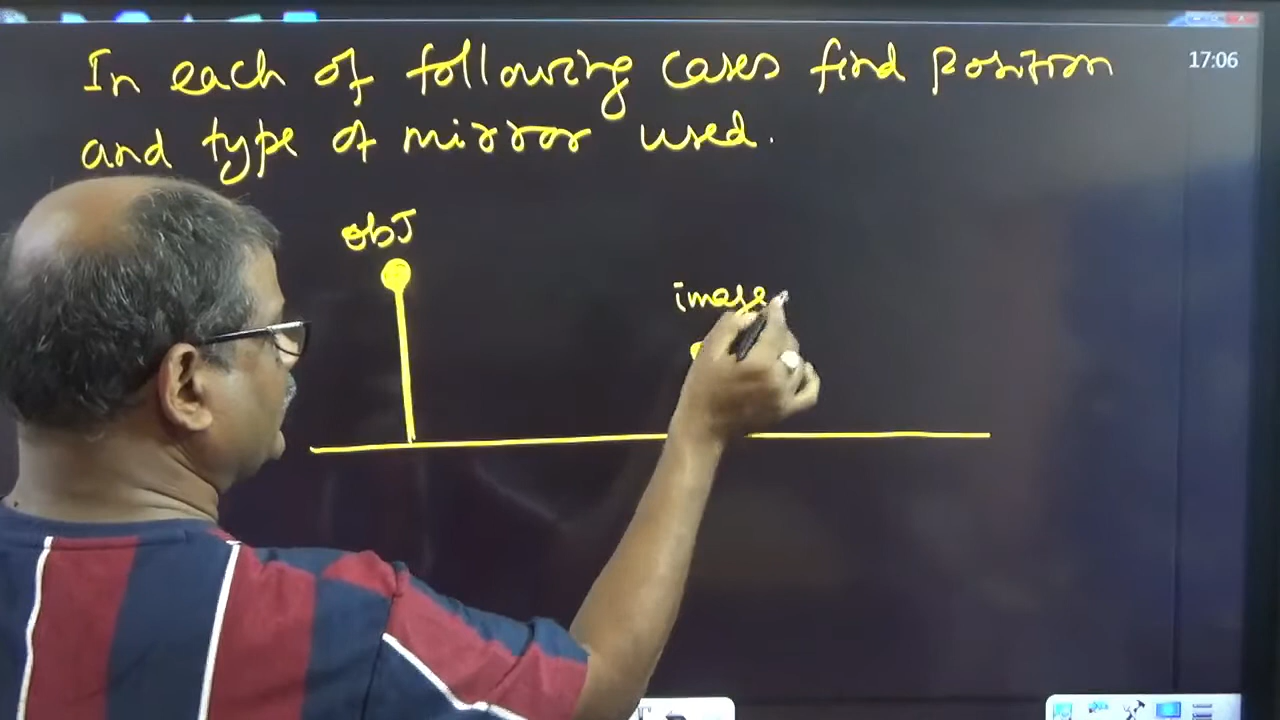 In each of following cases find position
and type of mirror used.
17:06
obJ
image